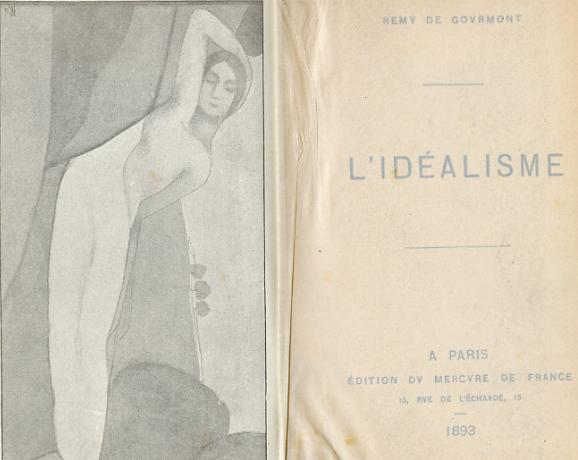 REMY DE GOVRMONT
L'IDÉALISME
A PARIS
ÉDITION DV MERCVRE DE FRANCE
15, RVE DE L'ÉCHAVDÉ, 15
1893